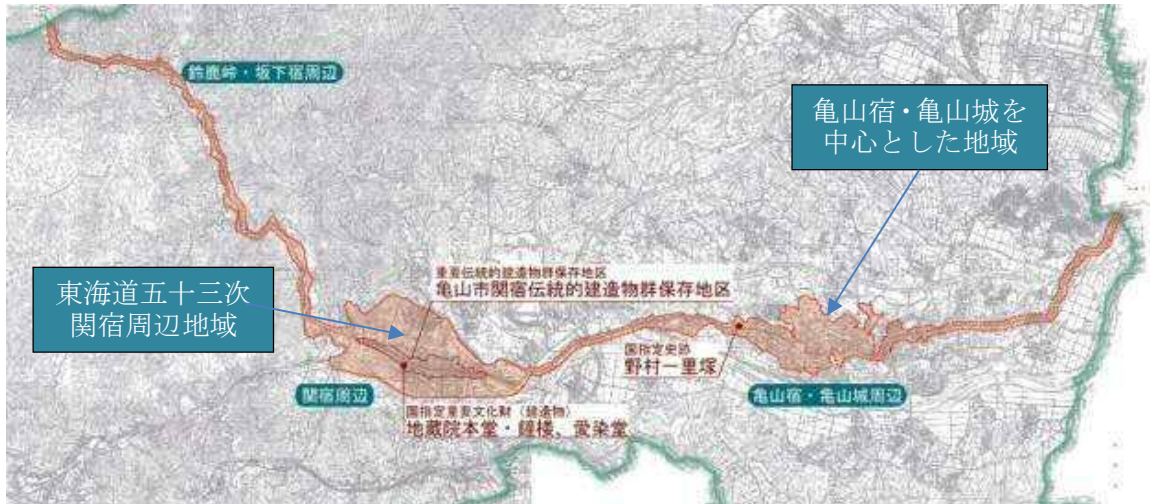 鈴鹿峠・坂下宿周辺
亀山宿・亀山城を
中心とした地域
東海道五十三次
関宿周辺地域
重要伝統的建造物群保存地区
亀山市関宿伝統的建造物群保存地区
国指定史跡
野村一里塚
関宿周辺
亀山宿・亀山城周辺
国指定重要文化財（建造物）
地蔵院本堂・鐘楼、愛染堂